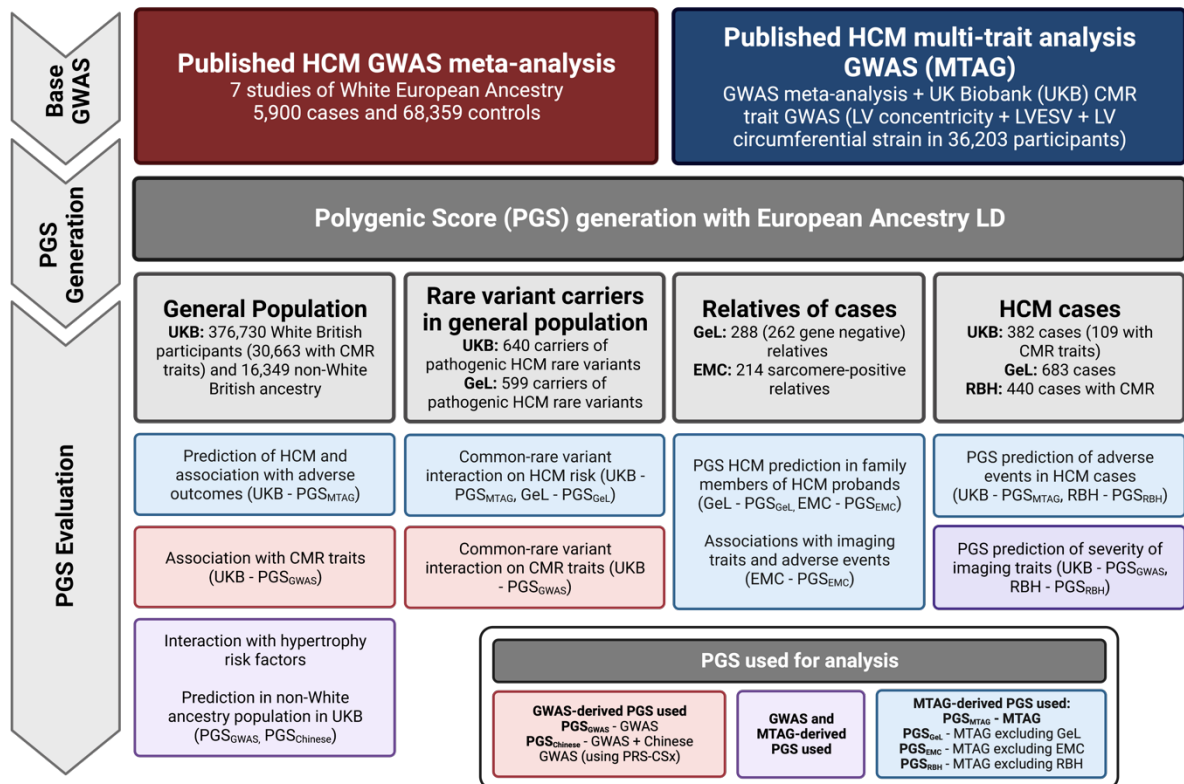 Base
GWAS
Published HCM GWAS meta-analysis
7 studies of White European Ancestry
5,900 cases and 68,359 controls
Published HCM multi-trait analysis
GWAS (MTAG)
GWAS meta-analysis + UK Biobank (UKB) CMR
trait GWAS (LV concentricity + LVESV + LV
circumferential strain in 36,203 participants)
PGS
Generation
Polygenic Score (PGS) generation with European Ancestry LD
PGS Evaluation
General Population
UKB: 376,730 White British
participants (30,663 with CMR
traits) and 16,349 non-White
British ancestry
Rare variant carriers
in general population
UKB: 640 carriers of
pathogenic HCM rare variants
GeL: 599 carriers of
pathogenic HCM rare variants
Relatives of cases
GeL: 288 (262 gene negative)
relatives
EMC: 214 sarcomere-positive
relatives
HCM cases
UKB: 382 cases (109 with
CMR traits)
GeL: 683 cases
RBH: 440 cases with CMR
Prediction of HCM and
association with adverse
outcomes (UKB - PGSMTAG)
Common-rare variant
interaction on HCM risk (UKB -
PGSMTAG, GeL - PGSGeL)
PGS HCM prediction in family
members of HCM probands
(GeL - PGSGeL, EMC - PGSEMC)
Associations with imaging
traits and adverse events
(EMC - PGSEMC)
PGS prediction of adverse
events in HCM cases
(UKB - PGSMTAG, RBH - PGSRBH)
Association with CMR traits
(UKB - PGSGWAS)
Common-rare variant
interaction on CMR traits (UKB
- PGSGWAS)
PGS prediction of severity of
imaging traits (UKB - PGSGWAS,
RBH - PGSRBH)
Interaction with hypertrophy
risk factors
Prediction in non-White
ancestry population in UKB
(PGSGWAS, PGSChinese)
PGS used for analysis
GWAS-derived PGS used
PGSGWAS - GWAS
PGSChinese - GWAS + Chinese
GWAS (using PRS-CSx)
GWAS and
MTAG-derived
PGS used
MTAG-derived PGS used:
PGSMTAG - MTAG
PGSGeL - MTAG excluding GeL
PGSEMC - MTAG excluding EMC
PGSRBH - MTAG excluding RBH